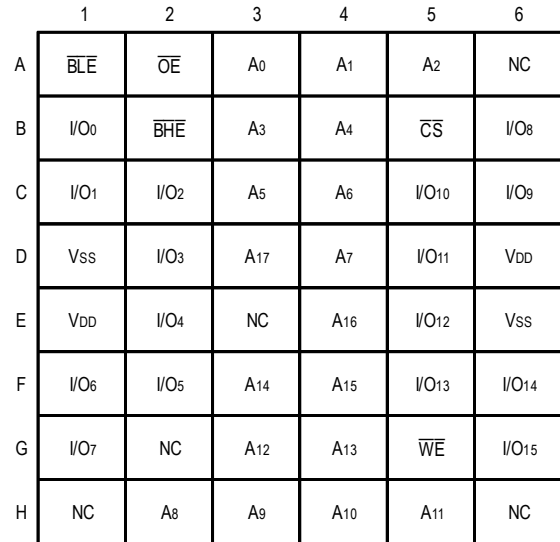 1 2 3 4 5 6
A BLE OE A0 A1 A2 NC
B I/O0 BHE A3 A4 CS I/O8
C I/O1 I/O2 A5 A6 I/O10 I/O9
D VSS I/O3 A17 A7 I/O11 VDD
E VDD I/O4 NC A16 I/O12 VSS
F I/O6 I/O5 A14 A15 I/O13 I/O14
G I/O7 NC A12 A13 WE I/O15
H NC A8 A9 A10 A11 NC